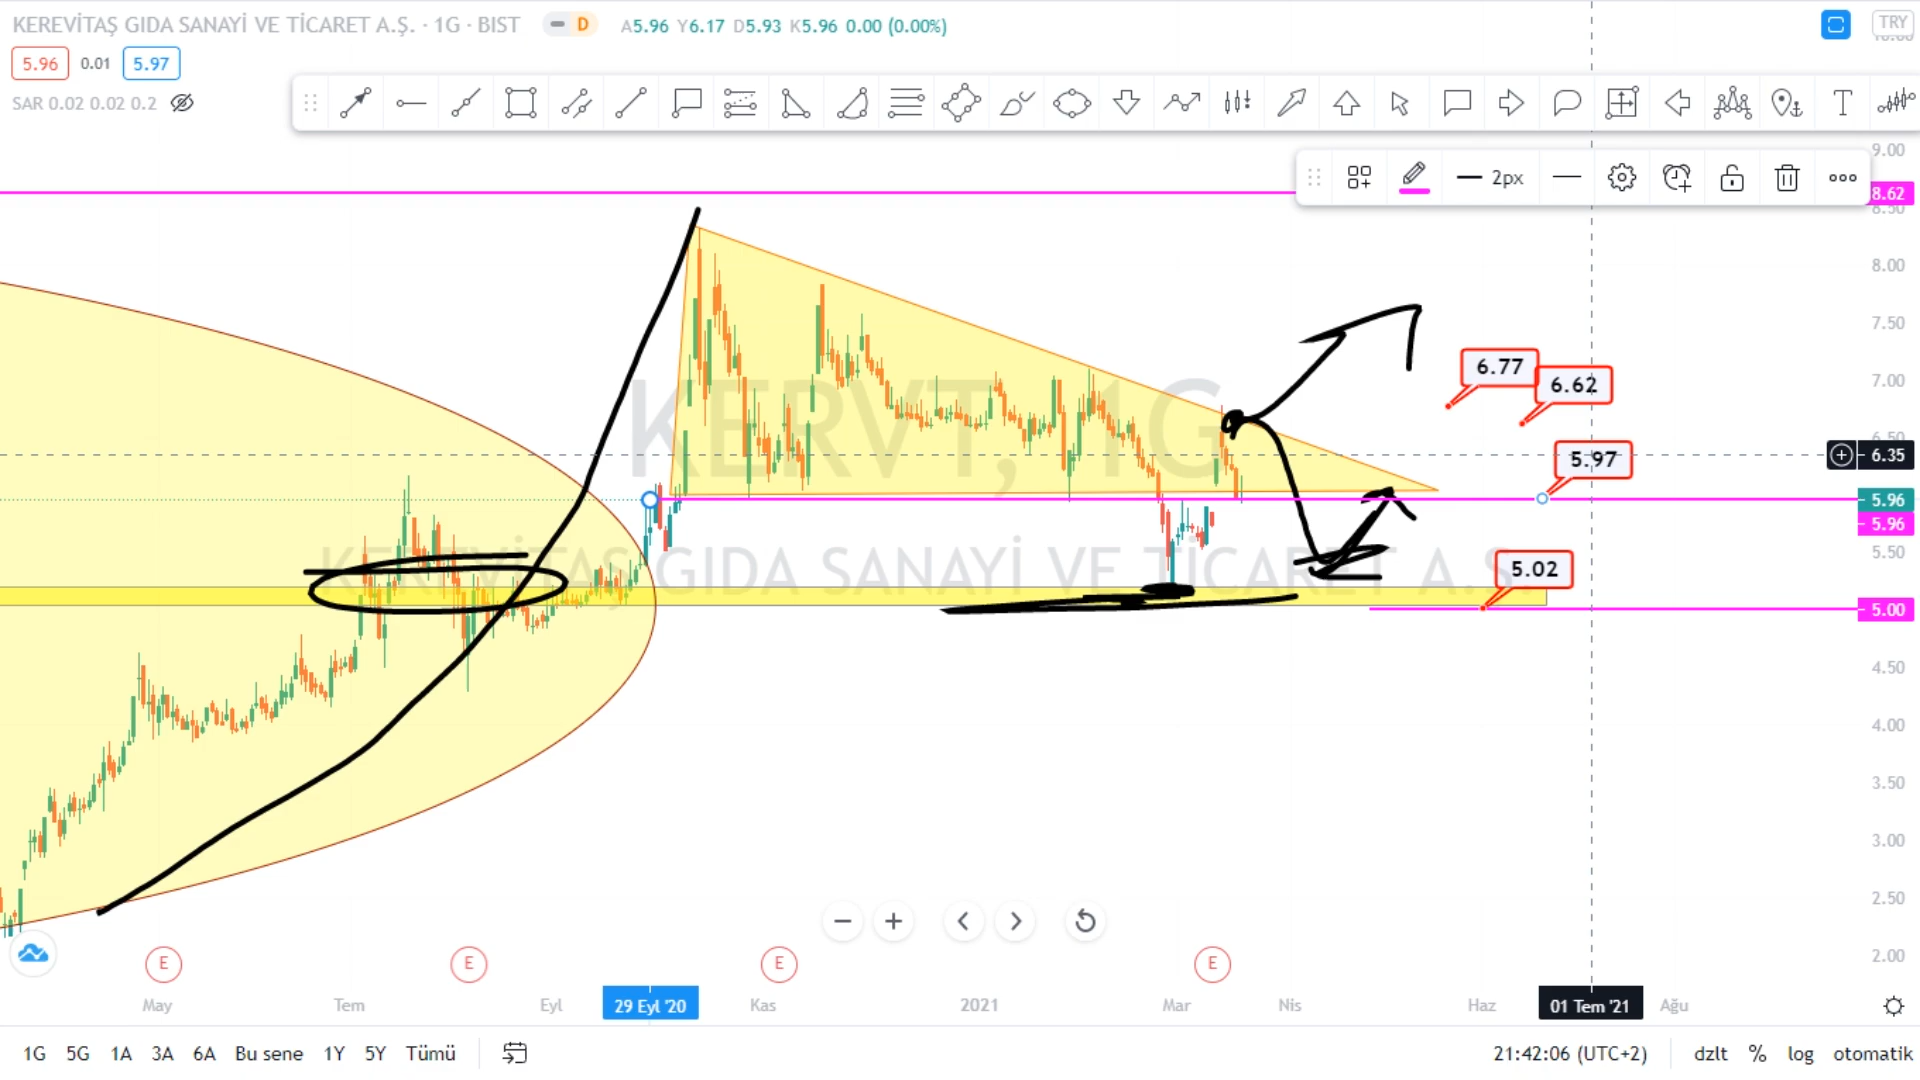 KEREVİTAŞ GIDA SANAYİ VE TİCARET A.Ş. · 1G · BIST
D
A5.96 Y6.17 D5.93 K5.96 0.00 (0.00%)
TRY
5.96
0.01
5.97
SAR 0.02 0.02 0.2
T
2px
9.00
8.62
8.50
8.00
7.50
7.00
6.50
6.35
5.96
5.96
5.50
5.00
4.50
4.00
3.50
3.00
2.50
2.00
6.77
6.62
5.97
5.02
KERVT, 1G
KEREVİTAŞ GIDA SANAYİ VE TİCARET A.Ş.
E
E
E
E
May
Tem
Eyl
29 Eyl '20
Kas
2021
Mar
Nis
Haz
01 Tem '21
Ağu
1G 5G 1A 3A 6A Bu sene 1Y 5Y Tümü
21:42:06 (UTC+2)
dzlt % log otomatik